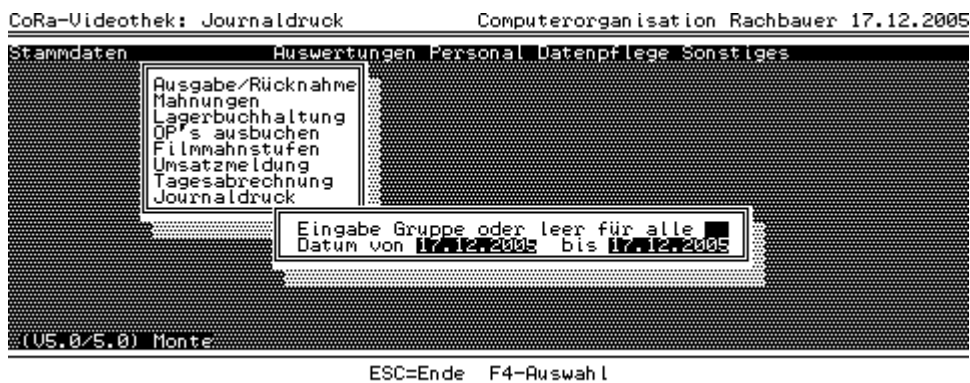 CoRa-Videothek: Journaldruck Computerorganisation Rachbauer 17.12.2005
Stammdaten Auswertungen Personal Datenpflege Sonstiges
Ausgabe/Rücknahme
Mahnungen
Lagerbuchhaltung
OP's ausbuchen
Filmmahnstufen
Umsatzmeldung
Tagesabrechnung
Journaldruck
Eingabe Gruppe oder leer für alle
Datum von 17.12.2005 bis 17.12.2005
(V5.0/5.0) Monte
ESC=Ende F4-Auswahl